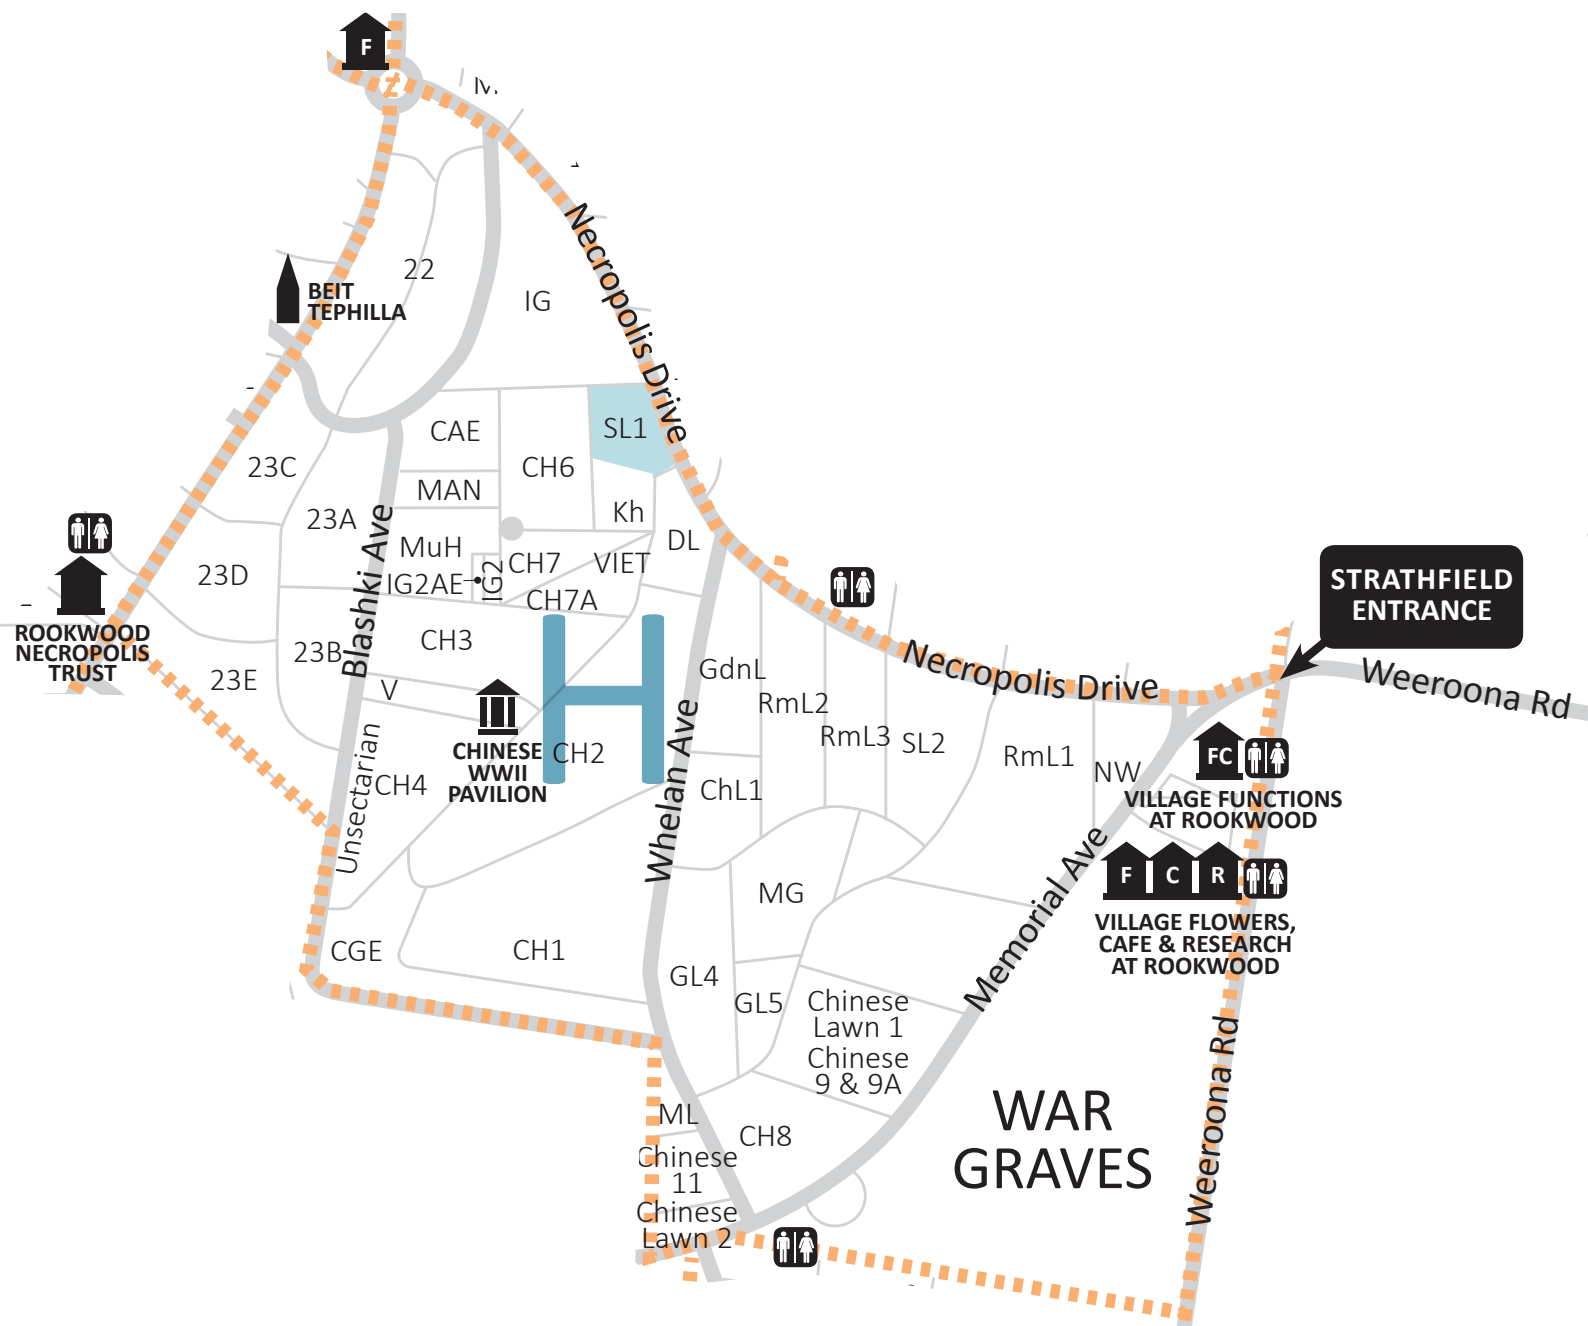 F
22
BEIT
TEPHILLA
IG
Necropolis Drive
SL1
CAE
CH6
23C
MAN
Kh
23A
DL
MuH
CH7
VIET
23D
IG2AE
IG2
CH7A
Blashki Ave
STRATHFIELD
ENTRANCE
ROOKWOOD
NECROPOLIS
TRUST
23B
CH3
23E
V
H
GdnL
RmL2
Necropolis Drive
Weeroona Rd
RmL3
SL2
RmL1
NW
CHINESE
WWII
PAVILION
CH2
Unsectarian
CH4
Whelan Ave
ChL1
FC
VILLAGE FUNCTIONS
AT ROOKWOOD
F C R
VILLAGE FLOWERS,
CAFE & RESEARCH
AT ROOKWOOD
Memorial Ave
MG
CGE
CH1
GL4
GL5
Chinese
Lawn 1
Chinese
9 & 9A
Weeroona Rd
WAR
GRAVES
ML
CH8
Chinese
11
Chinese
Lawn 2